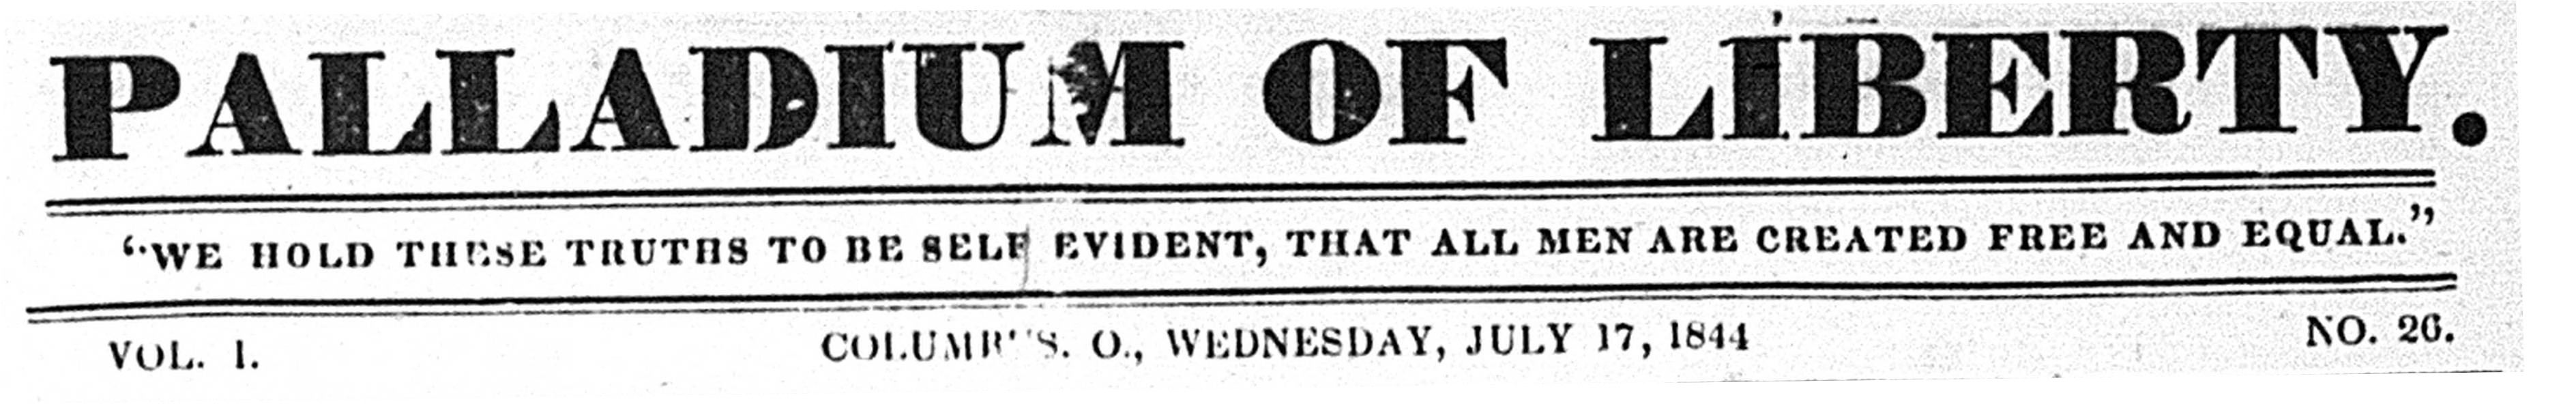 PALLADIUM OF LIBERTY.
"WE HOLD THESE TRUTHS TO BE SELF EVIDENT, THAT ALL MEN ARE CREATED FREE AND EQUAL."
VOL. I. COLUMBUS. O., WEDNESDAY, JULY 17, 1844 NO. 26.